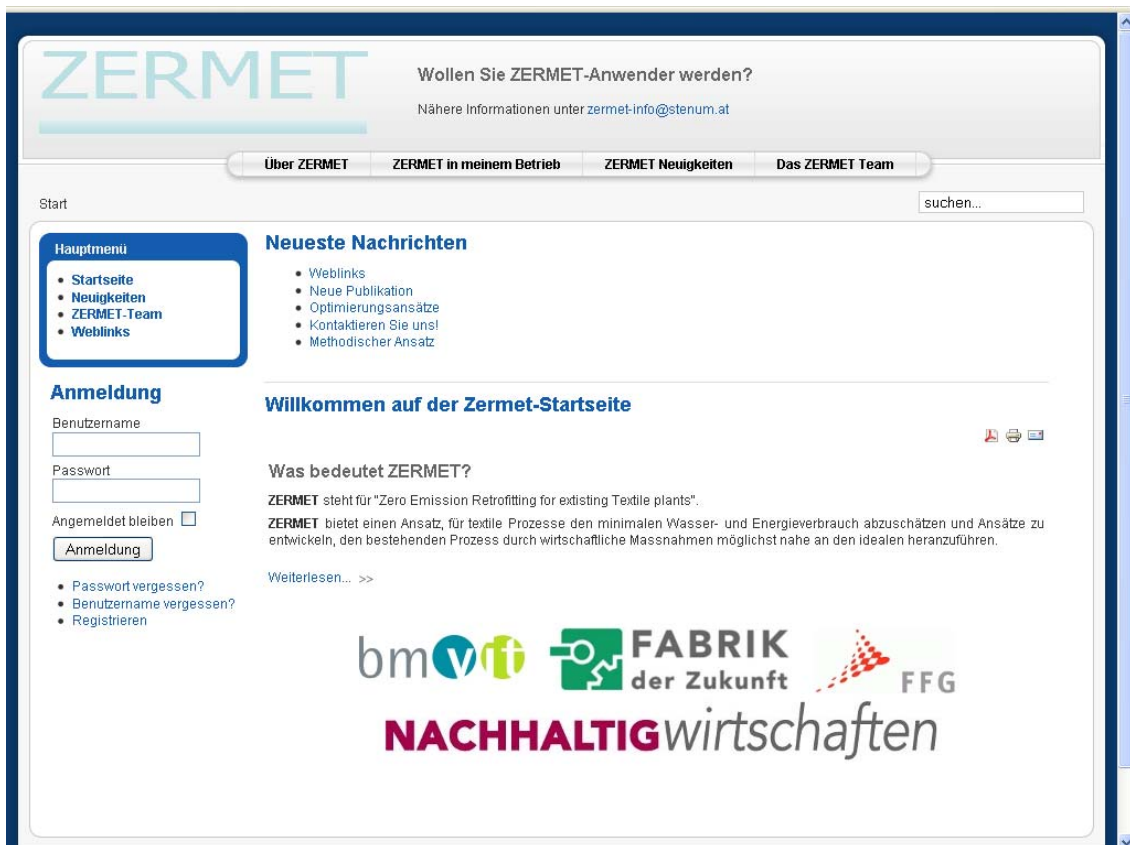 ZERMET
Wollen Sie ZERMET-Anwender werden?
Nähere Informationen unter zermet-info@stenum.at
Über ZERMET ZERMET in meinem Betrieb ZERMET Neuigkeiten Das ZERMET Team
Start
suchen...
Hauptmenü
Startseite
Neuigkeiten
ZERMET-Team
Weblinks
Anmeldung
Benutzername
Passwort
Angemeldet bleiben
Anmeldung
Passwort vergessen?
Benutzername vergessen?
Registrieren
Neueste Nachrichten
Weblinks
Neue Publikation
Optimierungsansätze
Kontaktieren Sie uns!
Methodischer Ansatz
Willkommen auf der Zermet-Startseite
Was bedeutet ZERMET?
ZERMET steht für "Zero Emission Retrofitting for extisting Textile plants".
ZERMET bietet einen Ansatz, für textile Prozesse den minimalen Wasser- und Energieverbrauch abzuschätzen und Ansätze zu
entwickeln, den bestehenden Prozess durch wirtschaftliche Massnahmen möglichst nahe an den idealen heranzuführen.
Weiterlesen... >>
bmvit
FABRIK
der Zukunft
FFG
NACHHALTIGwirtschaften